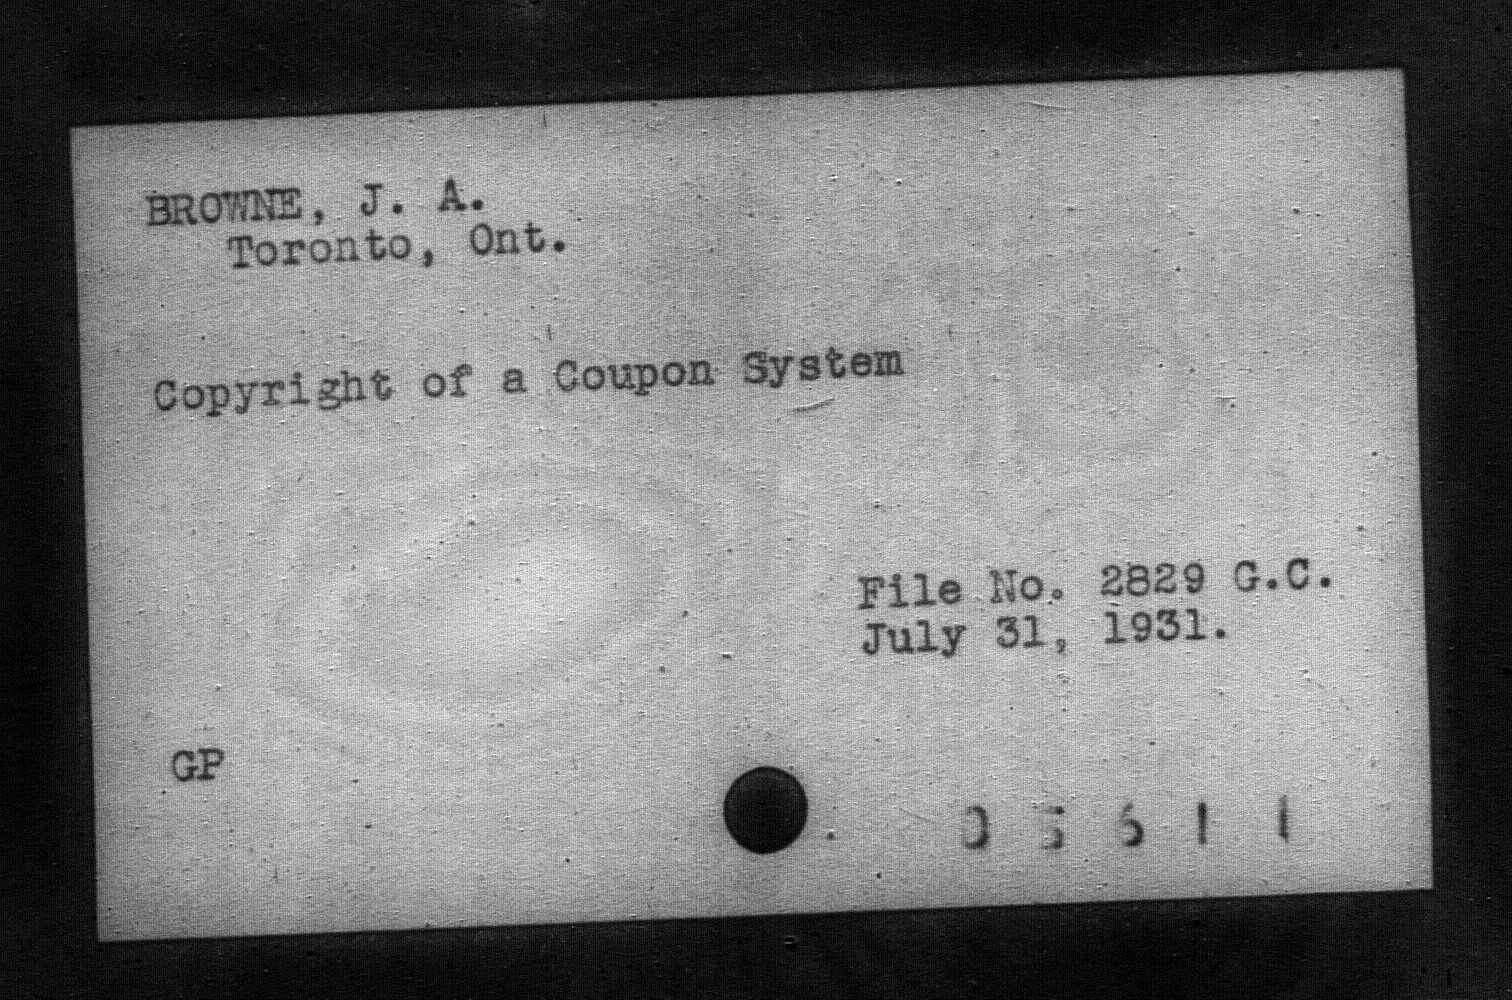 BROWNE, J. A.
Toronto, Ont.
Copyright of a Coupon System
File No. 2829 G.C.
July 31, 1931.
GP